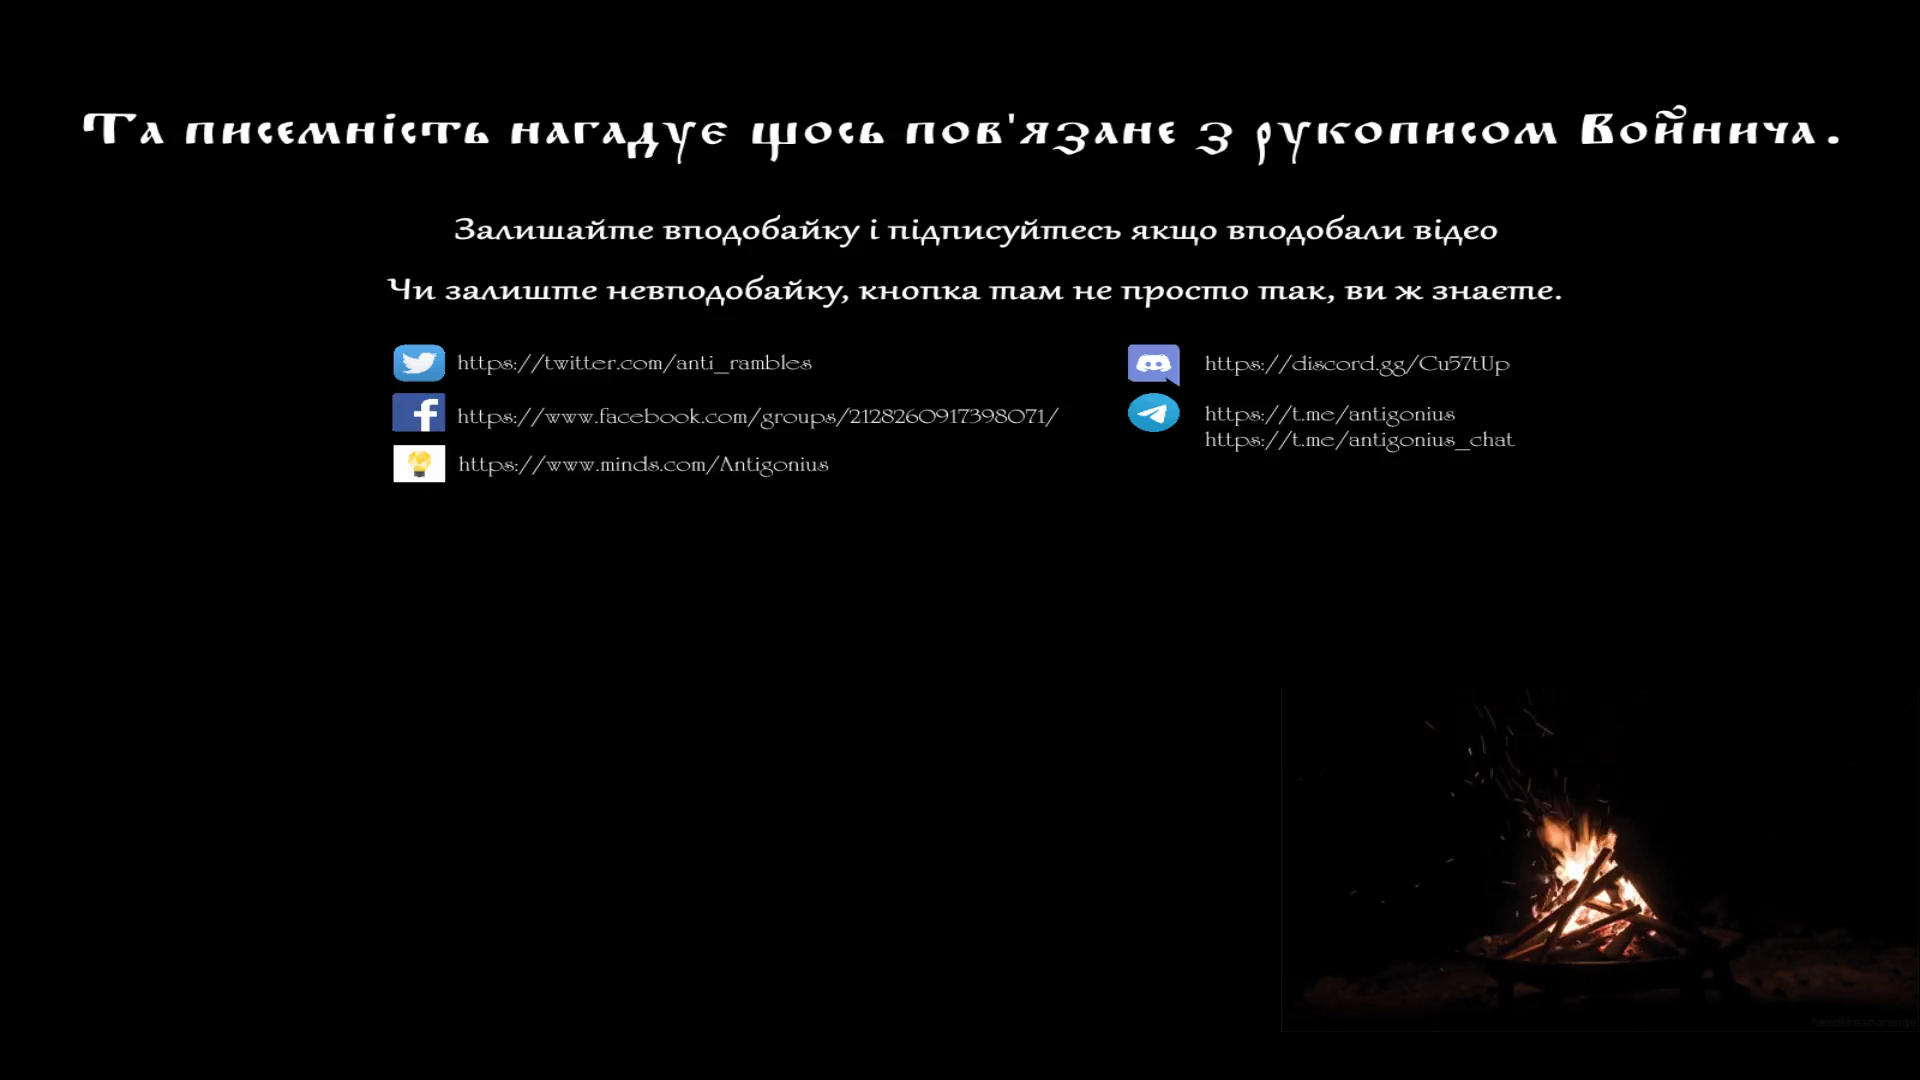 Та писемність нагадує щось пов'язане з рукописом Войнича.
Залишайте вподобайку і підписуйтесь якщо вподобали відео
Чи залиште невподобайку, кнопка там не просто так, ви ж знаєте.
https://twitter.com/anti_rambles
https://www.facebook.com/groups/2128260917398071/
https://www.minds.com/Antigonius
https://discord.gg/Cu57tUp
https://t.me/antigonius
https://t.me/antigonius_chat